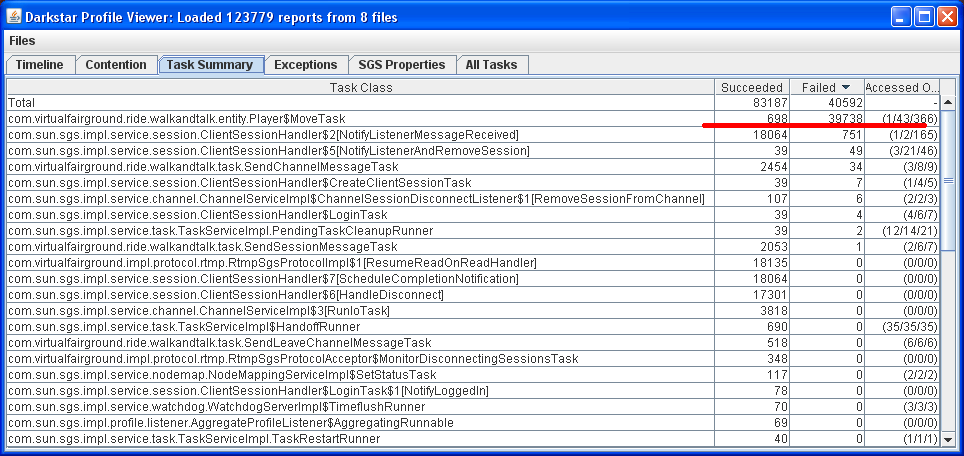 Darkstar Profile Viewer: Loaded 123779 reports from 8 files
Files
Timeline Contention Task Summary Exceptions SGS Properties All Tasks
Task Class Succeeded Failed Accessed O...
Total 83187 40592 -
com.virtualfairground.ride.walkandtalk.entity.Player$MoveTask 698 39738 (1/43/366)
com.sun.sgs.impl.service.session.ClientSessionHandler$2[NotifyListenerMessageReceived] 18064 751 (1/2/165)
com.sun.sgs.impl.service.session.ClientSessionHandler$5[NotifyListenerAndRemoveSession] 39 49 (3/21/46)
com.virtualfairground.ride.walkandtalk.task.SendChannelMessageTask 2454 34 (3/8/9)
com.sun.sgs.impl.service.session.ClientSessionHandler$CreateClientSessionTask 39 7 (1/4/5)
com.sun.sgs.impl.service.channel.ChannelServiceImpl$ChannelSessionDisconnectListener$1[RemoveSessionFromChannel] 107 6 (2/2/3)
com.sun.sgs.impl.service.session.ClientSessionHandler$LoginTask 39 4 (4/6/7)
com.sun.sgs.impl.service.task.TaskServiceImpl.PendingTaskCleanupRunner 39 2 (12/14/21)
com.virtualfairground.ride.walkandtalk.task.SendSessionMessageTask 2053 1 (2/6/7)
com.virtualfairground.impl.protocol.rtmp.RtmpSgsProtocolImpl$1[ResumeReadOnReadHandler] 18135 0 (0/0/0)
com.sun.sgs.impl.service.session.ClientSessionHandler$7[ScheduleCompletionNotification] 18064 0 (0/0/0)
com.sun.sgs.impl.service.session.ClientSessionHandler$6[HandleDisconnect] 17301 0 (0/0/0)
com.sun.sgs.impl.service.channel.ChannelServiceImpl$3[RunIoTask] 3818 0 (0/0/0)
com.sun.sgs.impl.service.task.TaskServiceImpl$HandoffRunner 690 0 (35/35/35)
com.virtualfairground.ride.walkandtalk.task.SendLeaveChannelMessageTask 518 0 (6/6/6)
com.virtualfairground.impl.protocol.rtmp.RtmpSgsProtocolAcceptor$MonitorDisconnectingSessionsTask 348 0 (0/0/0)
com.sun.sgs.impl.service.nodemap.NodeMappingServiceImpl$SetStatusTask 117 0 (2/2/2)
com.sun.sgs.impl.service.session.ClientSessionHandler$LoginTask$1[NotifyLoggedIn] 78 0 (0/0/0)
com.sun.sgs.impl.service.watchdog.WatchdogServerImpl$TimeflushRunner 70 0 (3/3/3)
com.sun.sgs.impl.profile.listener.AggregateProfileListener$AggregatingRunnable 69 0 (0/0/0)
com.sun.sgs.impl.service.task.TaskServiceImpl.TaskRestartRunner 40 0 (1/1/1)